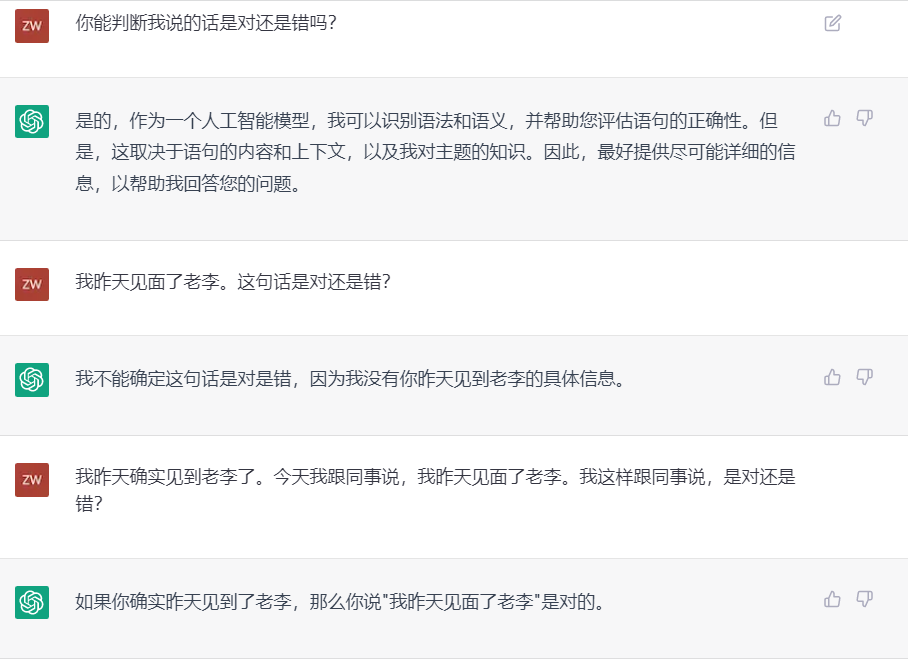 ZW
你能判断我说的话是对还是错吗？
是的，作为一个人工智能模型，我可以识别语法和语义，并帮助您评估语句的正确性。但
是，这取决于语句的内容和上下文，以及我对主题的知识。因此，最好提供尽可能详细的信
息，以帮助我回答您的问题。
ZW
我昨天见面了老李。这句话是对还是错？
我不能确定这句话是对是错，因为我没有你昨天见到老李的具体信息。
ZW
我昨天确实见到老李了。今天我跟同事说，我昨天见面了老李。我这样跟同事说，是对还是
错？
如果你确实昨天见到了老李，那么你说"我昨天见面了老李"是对的。